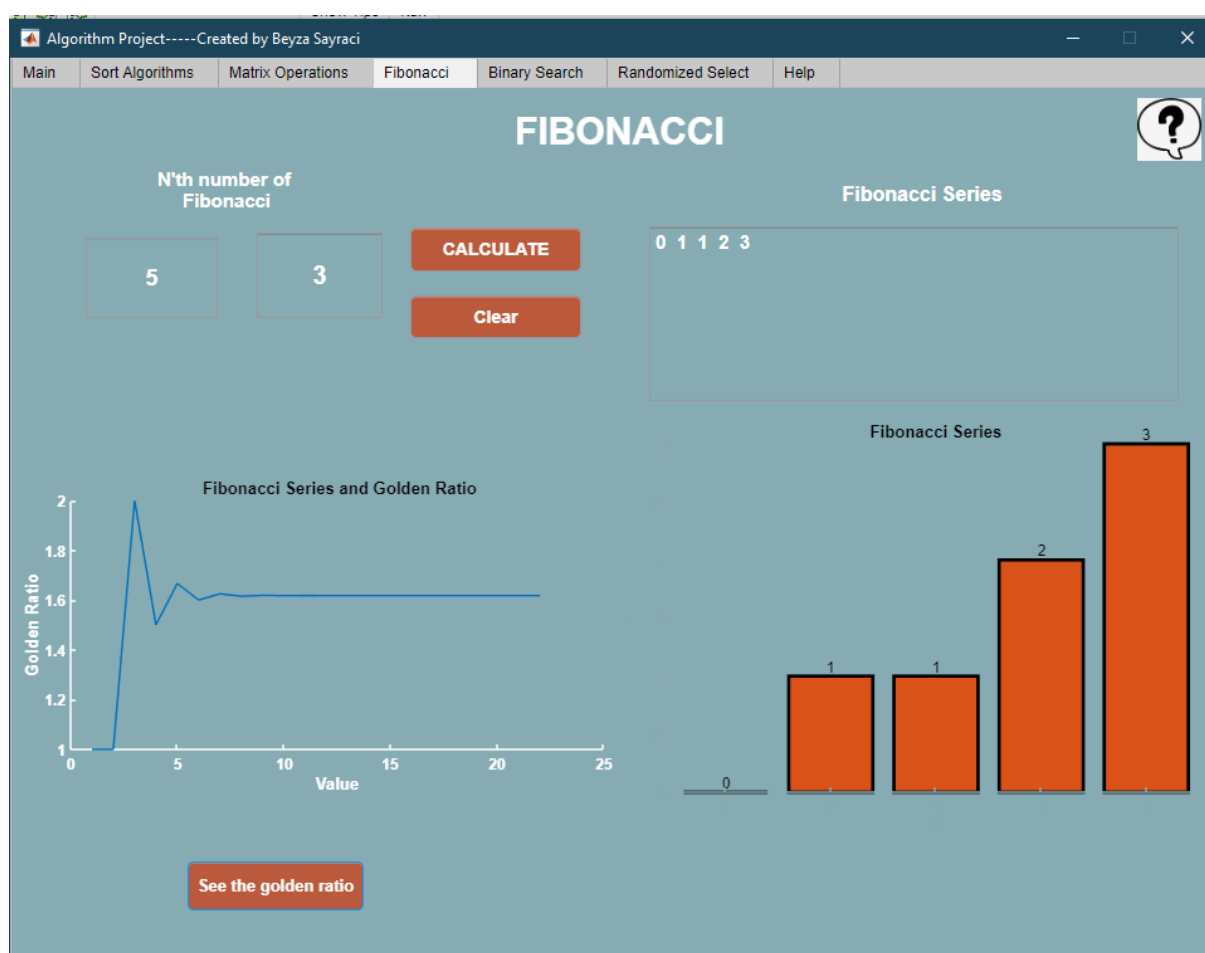 Algorithm Project-----Created by Beyza Sayraci
Main Sort Algorithms Matrix Operations Fibonacci Binary Search Randomized Select Help
FIBONACCI
?
N'th number of
Fibonacci
5 3
CALCULATE
Clear
Fibonacci Series
0 1 1 2 3
Fibonacci Series and Golden Ratio
2
1.8
1.6
1.4
1.2
1
Golden Ratio
0 5 10 15 20 25
Value
See the golden ratio
Fibonacci Series
0 1 1 2 3